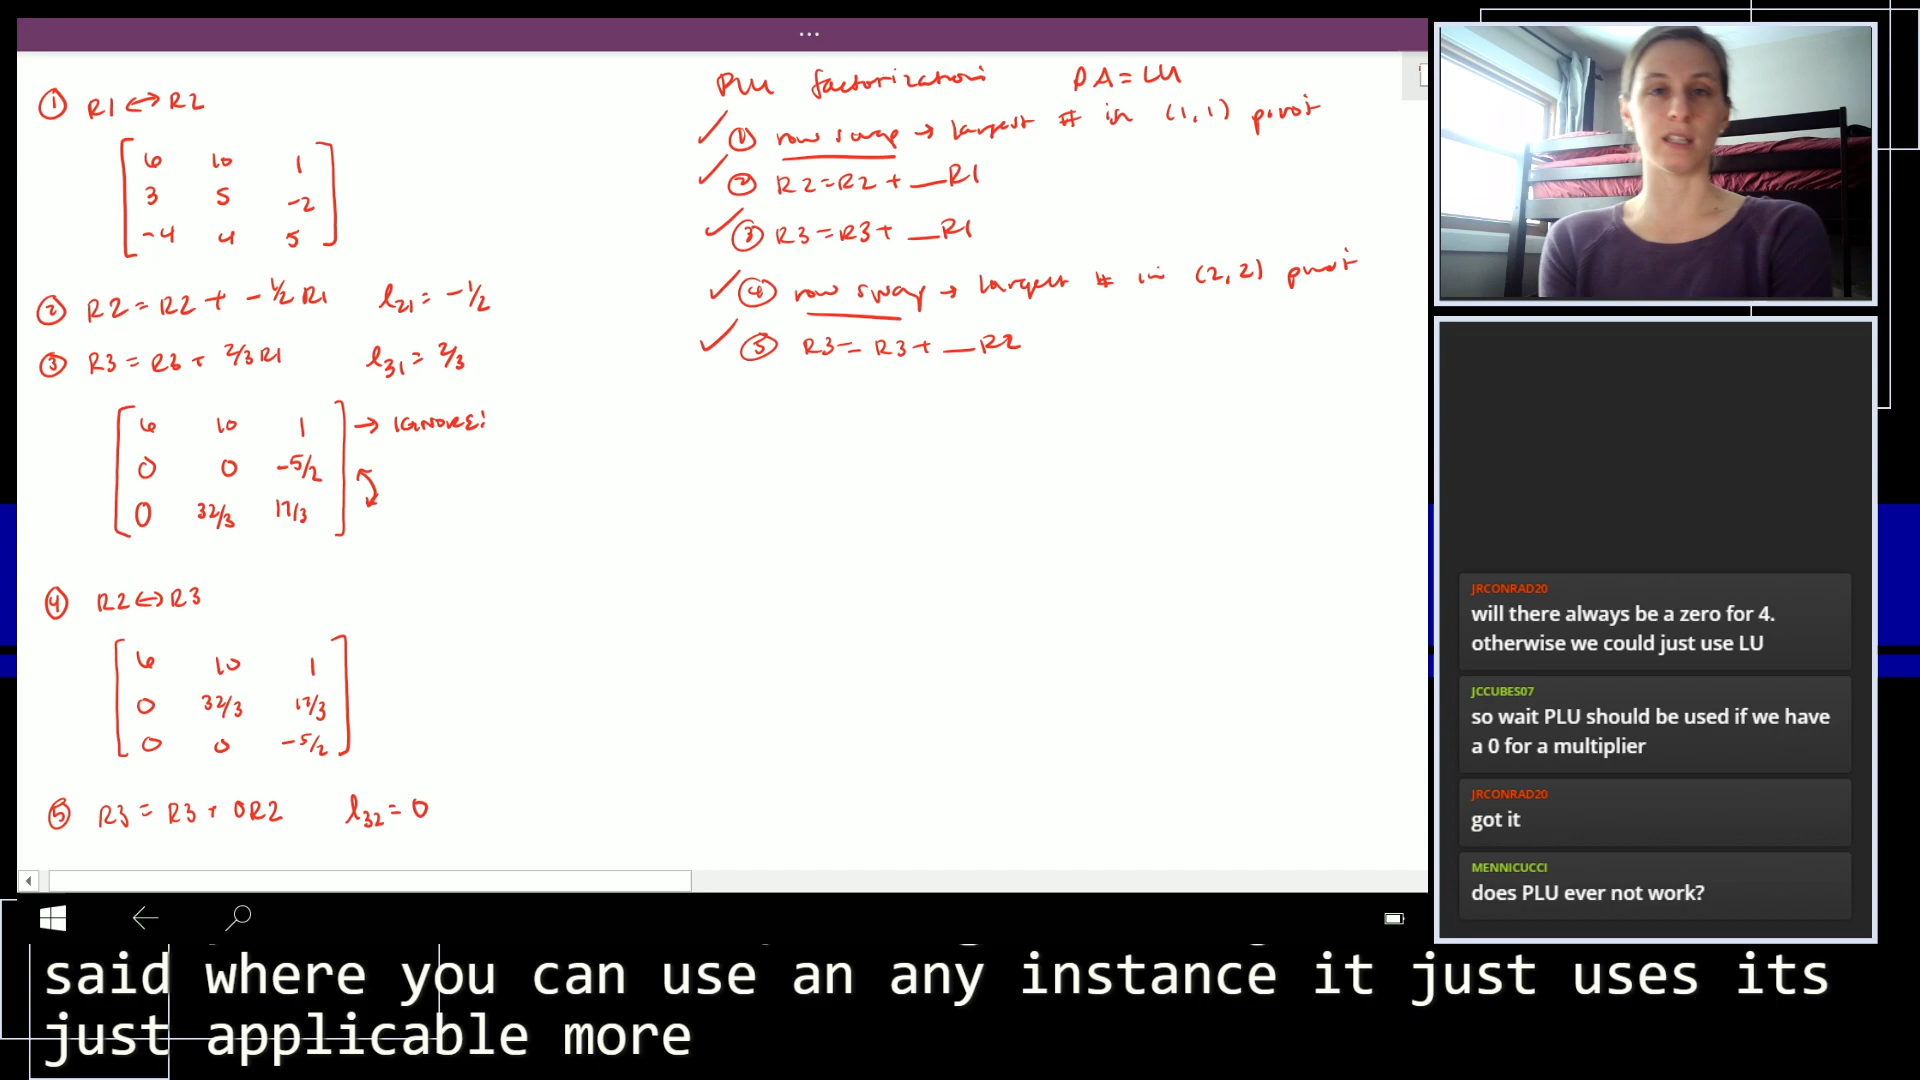 ...
① R1 ↔ R2
6 10 1
3 5 -2
-4 4 5
② R2 = R2 + -1/2 R1 l21 = -1/2
③ R3 = R3 + 2/3 R1 l31 = 2/3
6 10 1 → IGNORE!
0 0 -5/2
0 32/3 17/3
④ R2 ↔ R3
6 10 1
0 32/3 17/3
0 0 -5/2
⑤ R3 = R3 + 0R2 l32 = 0
PLU factorization PA = LU
✓ ① row swap → largest # in (1,1) pivot
✓ ② R2 = R2 + __R1
✓ ③ R3 = R3 + __R1
✓ ④ row swap → largest # in (2,2) pivot
✓ ⑤ R3 = R3 + __R2
JRCONRAD20
will there always be a zero for 4.
otherwise we could just use LU
JCCUBES07
so wait PLU should be used if we have
a 0 for a multiplier
JRCONRAD20
got it
MENNICUCCI
does PLU ever not work?
said where you can use an any instance it just uses its
just applicable more